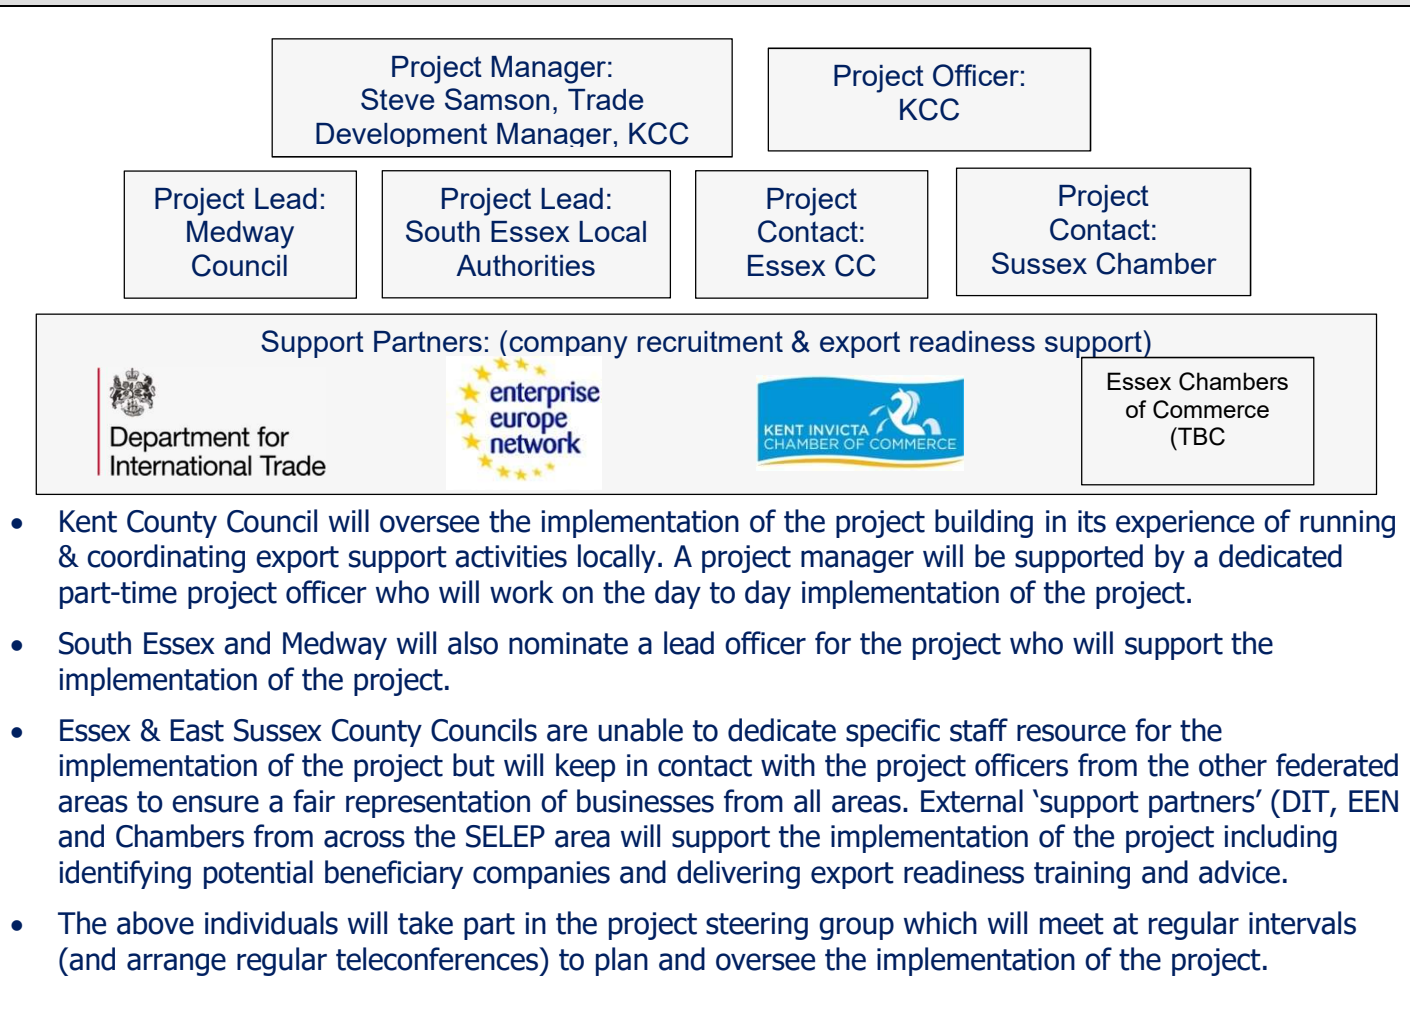 Project Manager:
Steve Samson, Trade
Development Manager, KCC
Project Officer:
KCC
Project Lead:
Medway
Council
Project Lead:
South Essex Local
Authorities
Project
Contact:
Essex CC
Project
Contact:
Sussex Chamber
Support Partners: (company recruitment & export readiness support)
Department for
International Trade
enterprise
europe
network
KENT INVICTA
CHAMBER OF COMMERCE
Essex Chambers
of Commerce
(TBC
• Kent County Council will oversee the implementation of the project building in its experience of running
& coordinating export support activities locally. A project manager will be supported by a dedicated
part-time project officer who will work on the day to day implementation of the project.
• South Essex and Medway will also nominate a lead officer for the project who will support the
implementation of the project.
• Essex & East Sussex County Councils are unable to dedicate specific staff resource for the
implementation of the project but will keep in contact with the project officers from the other federated
areas to ensure a fair representation of businesses from all areas. External ‘support partners’ (DIT, EEN
and Chambers from across the SELEP area will support the implementation of the project including
identifying potential beneficiary companies and delivering export readiness training and advice.
• The above individuals will take part in the project steering group which will meet at regular intervals
(and arrange regular teleconferences) to plan and oversee the implementation of the project.